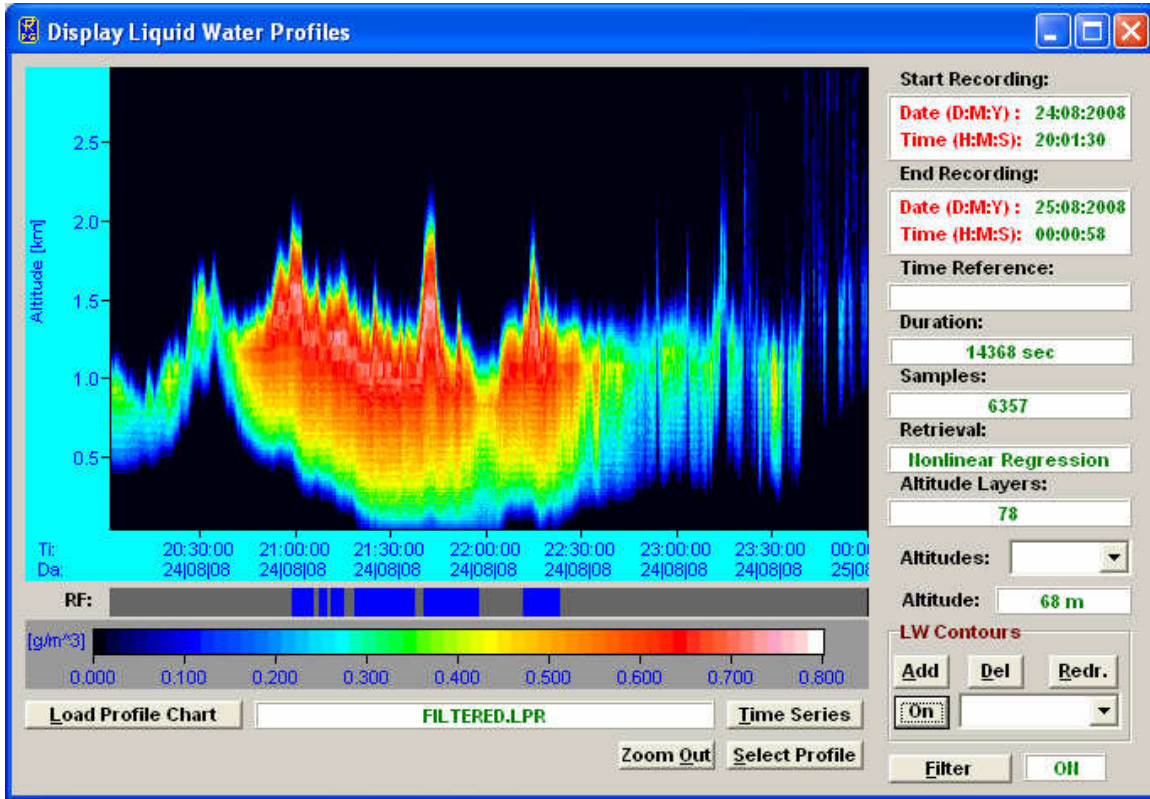 Display Liquid Water Profiles
2.5
2.0
1.5
1.0
0.5
Altitude [km]
Ti: 20:30:00 21:00:00 21:30:00 22:00:00 22:30:00 23:00:00 23:30:00 00:0
Da: 24|08|08 24|08|08 24|08|08 24|08|08 24|08|08 24|08|08 24|08|08 25|0
RF:
[g/m^3]
0.000 0.100 0.200 0.300 0.400 0.500 0.600 0.700 0.800
Load Profile Chart FILTERED.LPR Time Series
Zoom Out Select Profile
Start Recording:
Date (D:M:Y) : 24:08:2008
Time (H:M:S): 20:01:30
End Recording:
Date (D:M:Y) : 25:08:2008
Time (H:M:S): 00:00:58
Time Reference:
Duration:
14368 sec
Samples:
6357
Retrieval:
Nonlinear Regression
Altitude Layers:
78
Altitudes:
Altitude: 68 m
LW Contours
Add Del Redr.
On
Filter ON